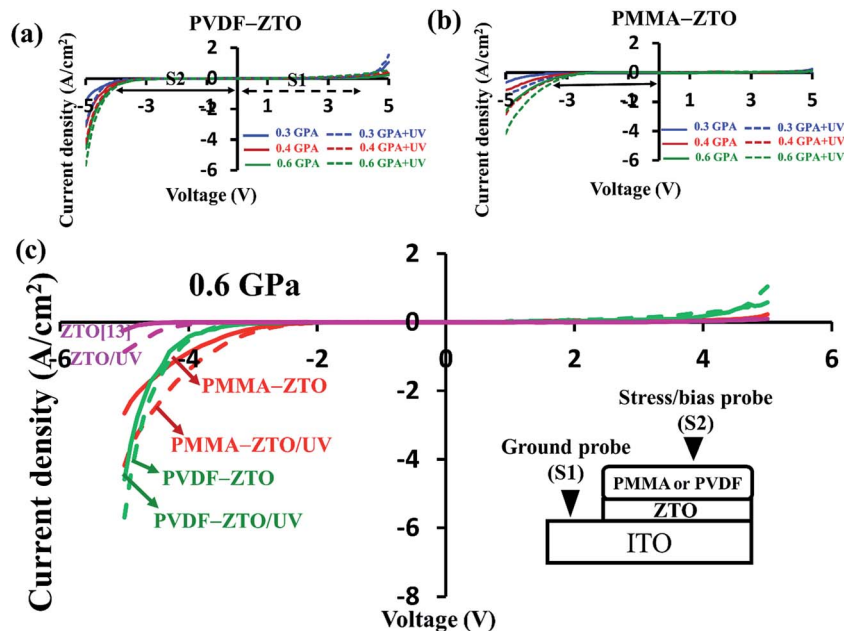 (a)
PVDF−ZTO
Current density (A/cm²)
2
0
-2
-4
-6
S2
S1
-5
-3
-1
1
3
5
0.3 GPA
0.3 GPA+UV
0.4 GPA
0.4 GPA+UV
0.6 GPA
0.6 GPA+UV
Voltage (V)
(b)
PMMA−ZTO
Current density (A/cm²)
2
0
-2
-4
-6
-5
-3
-1
1
3
5
0.3 GPA
0.3 GPA+UV
0.4 GPA
0.4 GPA+UV
0.6 GPA
0.6 GPA+UV
Voltage (V)
(c)
0.6 GPa
Current density (A/cm²)
2
0
-2
-4
-6
-8
-6
-4
-2
0
2
4
6
ZTO[13]
ZTO/UV
PMMA−ZTO
PMMA−ZTO/UV
PVDF−ZTO
PVDF−ZTO/UV
Stress/bias probe
(S2)
Ground probe
(S1)
PMMA or PVDF
ZTO
ITO
Voltage (V)